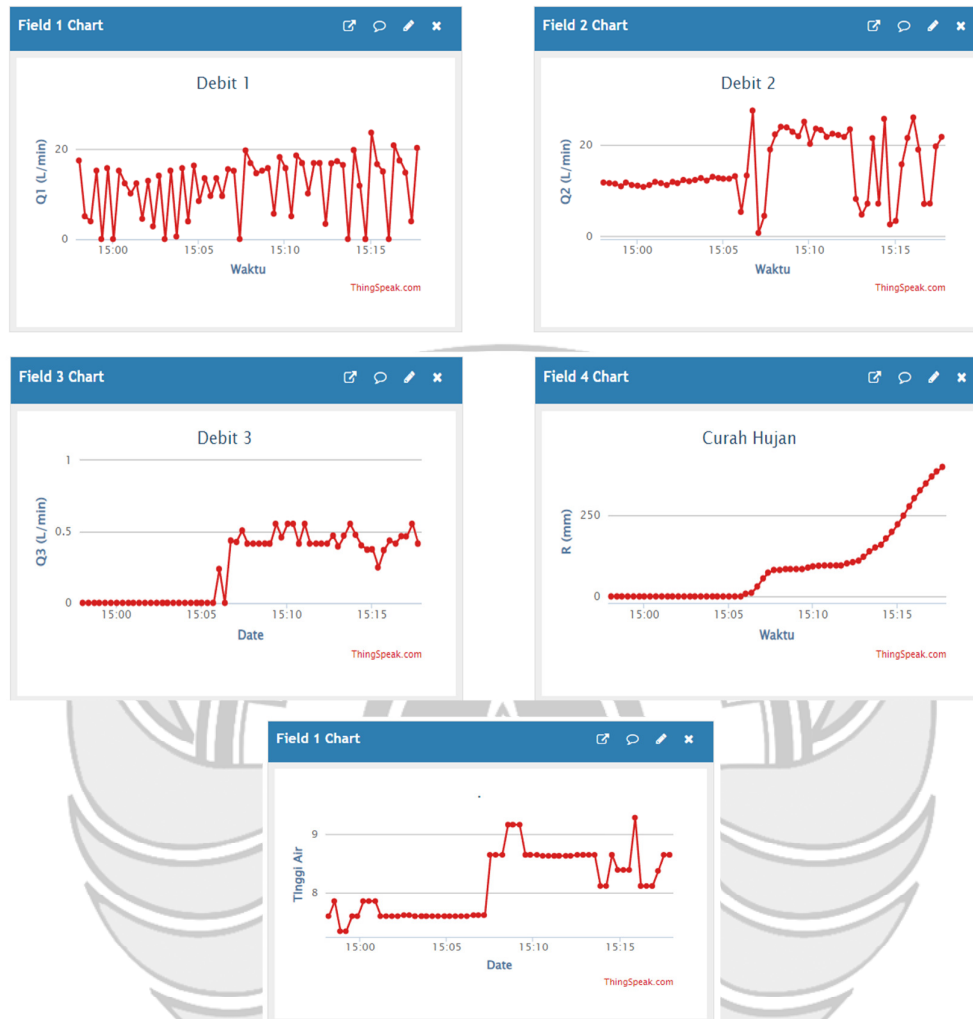 Field 1 Chart
Debit 1
Q1 (L/min)
20
0
15:00 15:05 15:10 15:15
Waktu
ThingSpeak.com
Field 2 Chart
Debit 2
Q2 (L/min)
20
0
15:00 15:05 15:10 15:15
Waktu
ThingSpeak.com
Field 3 Chart
Debit 3
Q3 (L/min)
1
0.5
0
15:00 15:05 15:10 15:15
Date
ThingSpeak.com
Field 4 Chart
Curah Hujan
R (mm)
250
0
15:00 15:05 15:10 15:15
Waktu
ThingSpeak.com
Field 1 Chart
.
Tinggi Air
9
8
15:00 15:05 15:10 15:15
Date
ThingSpeak.com